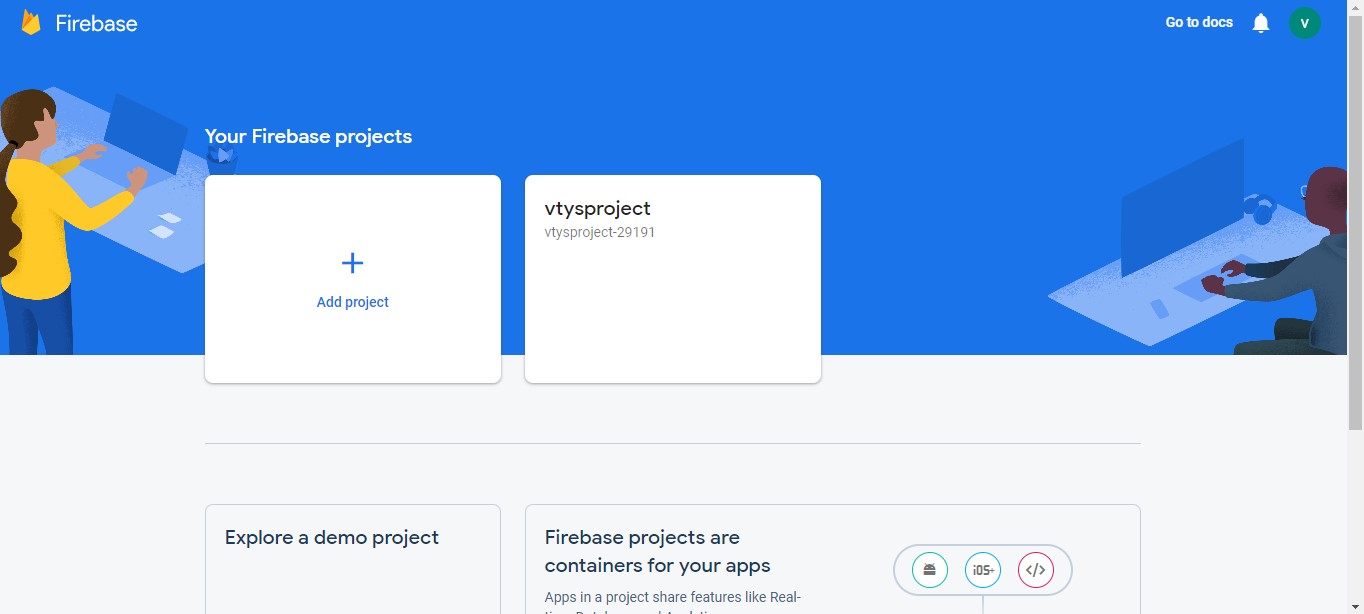 Firebase
Go to docs
V
Your Firebase projects
Add project
vtysproject
vtysproject-29191
Explore a demo project
Firebase projects are
containers for your apps
iOS+
</>
Apps in a project share features like Real-